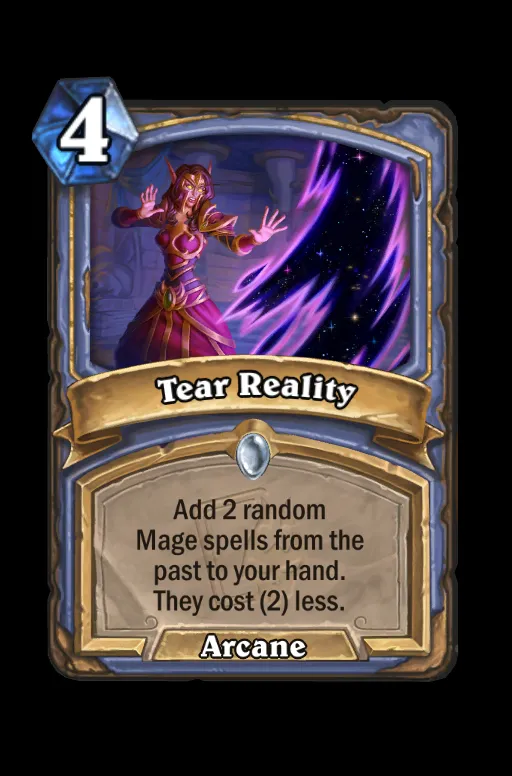 4
Tear Reality
Add 2 random
Mage spells from the
past to your hand.
They cost (2) less.
Arcane